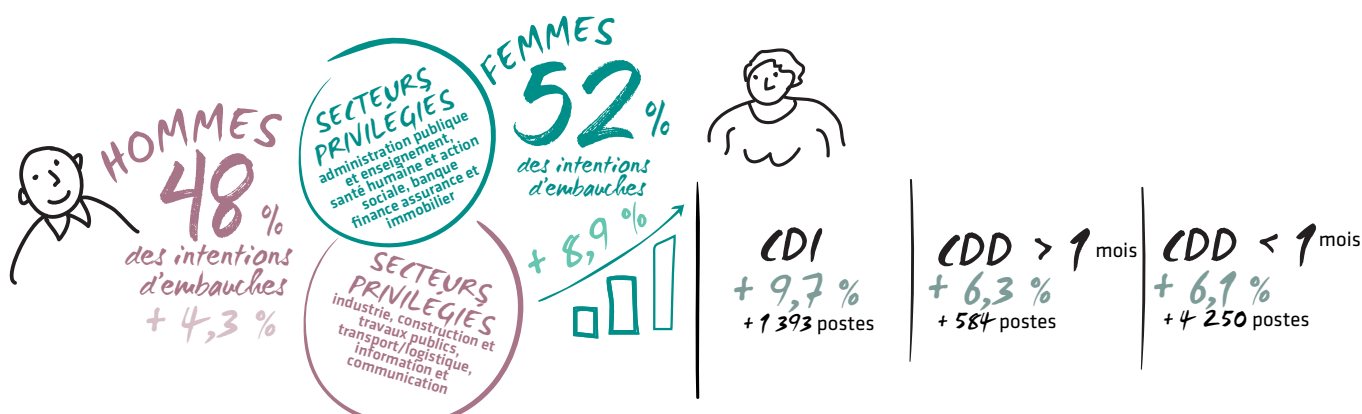 HOMMES
48 %
des intentions
d'embauches
+ 4,3 %
SECTEURS
PRIVILEGIES
administration publique
et enseignement,
santé humaine et action
sociale, banque
finance assurance et
immobilier
SECTEURS
PRIVILEGIES
industrie, construction et
travaux publics,
transport/logistique,
information et
communication
FEMMES
52 %
des intentions
d'embauches
+ 8,9 %
CDI
+ 9,7 %
+ 1 393 postes
CDD > 1 mois
+ 6,3 %
+ 584 postes
CDD < 1 mois
+ 6,1 %
+ 4 250 postes